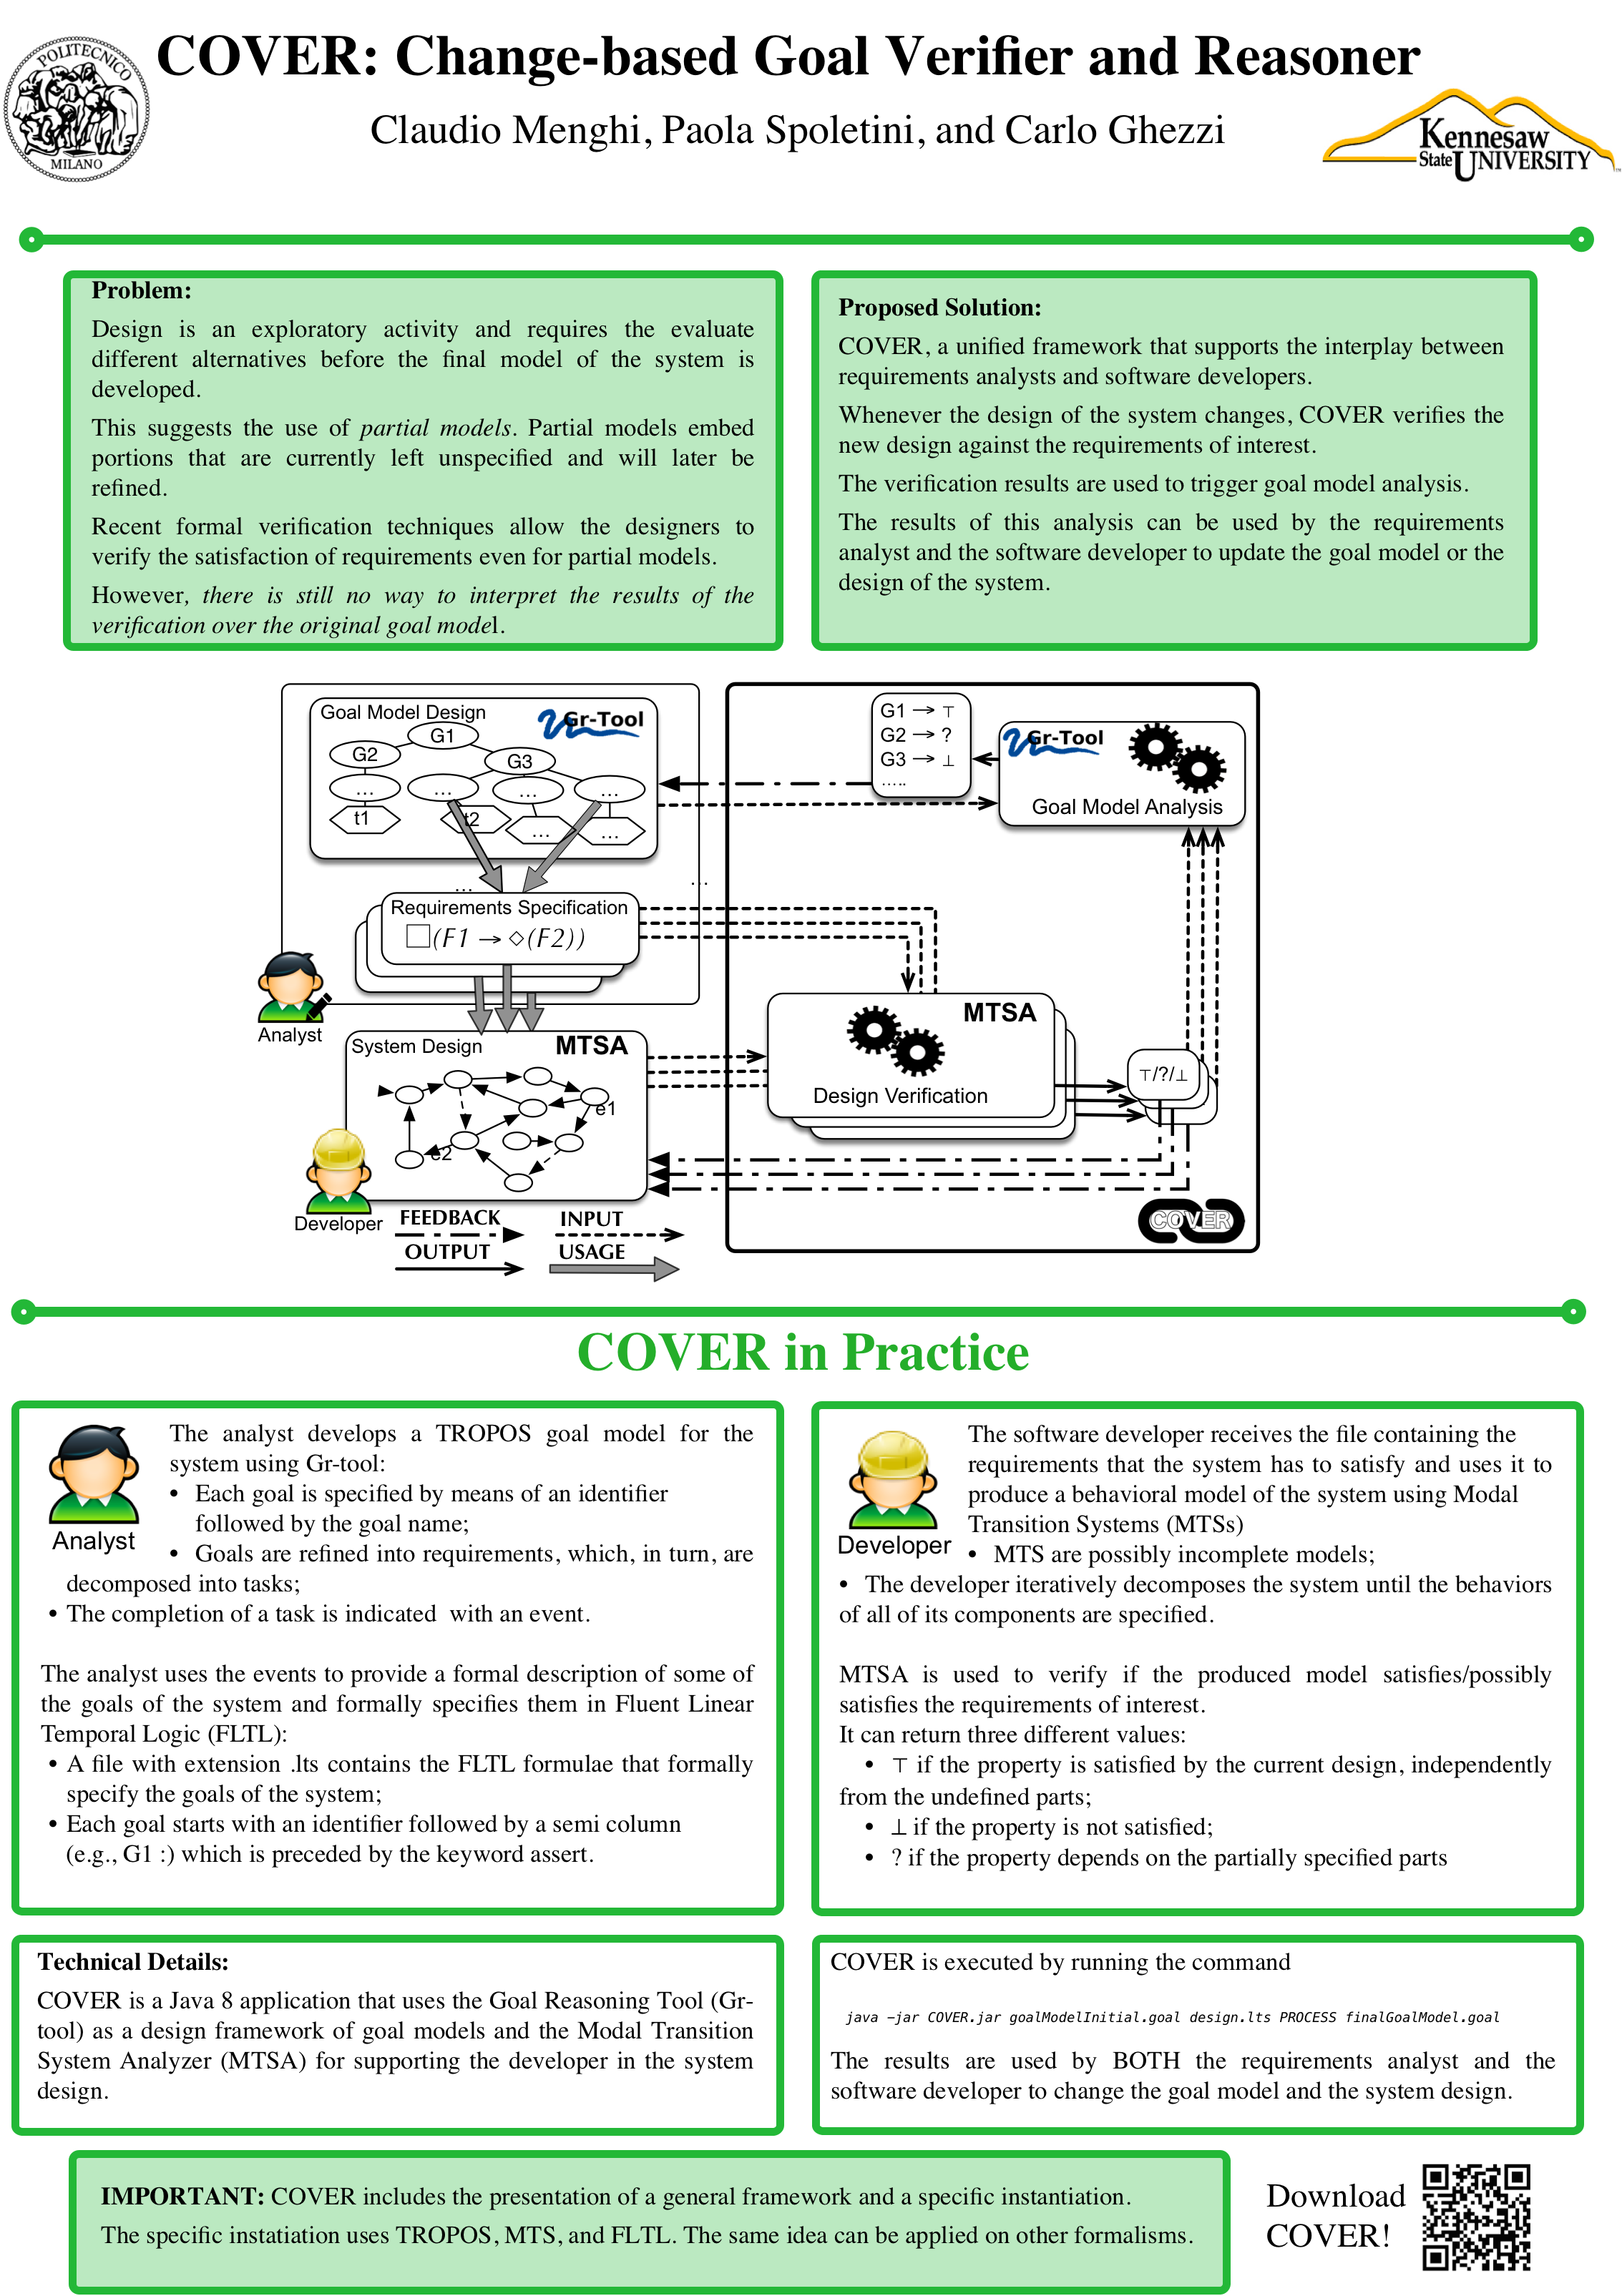 COVER: Change-based Goal Verifier and Reasoner
Claudio Menghi, Paola Spoletini, and Carlo Ghezzi
POLITECNICO
MILANO
Kennesaw
State UNIVERSITY
Problem:
Design is an exploratory activity and requires the evaluate
different alternatives before the final model of the system is
developed.
This suggests the use of partial models. Partial models embed
portions that are currently left unspecified and will later be
refined.
Recent formal verification techniques allow the designers to
verify the satisfaction of requirements even for partial models.
However, there is still no way to interpret the results of the
verification over the original goal model.
Proposed Solution:
COVER, a unified framework that supports the interplay between
requirements analysts and software developers.
Whenever the design of the system changes, COVER verifies the
new design against the requirements of interest.
The verification results are used to trigger goal model analysis.
The results of this analysis can be used by the requirements
analyst and the software developer to update the goal model or the
design of the system.
Goal Model Design
Gr-Tool
G1
G2
G3
...
...
...
...
t1
t2
...
...
...
...
Requirements Specification
□(F1 → ◇(F2))
Analyst
System Design
MTSA
e1
e2
Developer
FEEDBACK
INPUT
OUTPUT
USAGE
G1 → ⊤
G2 → ?
G3 → ⊥
.....
Gr-Tool
Goal Model Analysis
MTSA
Design Verification
⊤/?/⊥
COVER
COVER in Practice
Analyst
The analyst develops a TROPOS goal model for the
system using Gr-tool:
• Each goal is specified by means of an identifier
followed by the goal name;
• Goals are refined into requirements, which, in turn, are
decomposed into tasks;
• The completion of a task is indicated with an event.
The analyst uses the events to provide a formal description of some of
the goals of the system and formally specifies them in Fluent Linear
Temporal Logic (FLTL):
• A file with extension .lts contains the FLTL formulae that formally
specify the goals of the system;
• Each goal starts with an identifier followed by a semi column
(e.g., G1 :) which is preceded by the keyword assert.
Developer
The software developer receives the file containing the
requirements that the system has to satisfy and uses it to
produce a behavioral model of the system using Modal
Transition Systems (MTSs)
• MTS are possibly incomplete models;
• The developer iteratively decomposes the system until the behaviors
of all of its components are specified.
MTSA is used to verify if the produced model satisfies/possibly
satisfies the requirements of interest.
It can return three different values:
• ⊤ if the property is satisfied by the current design, independently
from the undefined parts;
• ⊥ if the property is not satisfied;
• ? if the property depends on the partially specified parts
Technical Details:
COVER is a Java 8 application that uses the Goal Reasoning Tool (Gr-
tool) as a design framework of goal models and the Modal Transition
System Analyzer (MTSA) for supporting the developer in the system
design.
COVER is executed by running the command
java –jar COVER.jar goalModelInitial.goal design.lts PROCESS finalGoalModel.goal
The results are used by BOTH the requirements analyst and the
software developer to change the goal model and the system design.
IMPORTANT: COVER includes the presentation of a general framework and a specific instantiation.
The specific instatiation uses TROPOS, MTS, and FLTL. The same idea can be applied on other formalisms.
Download
COVER!